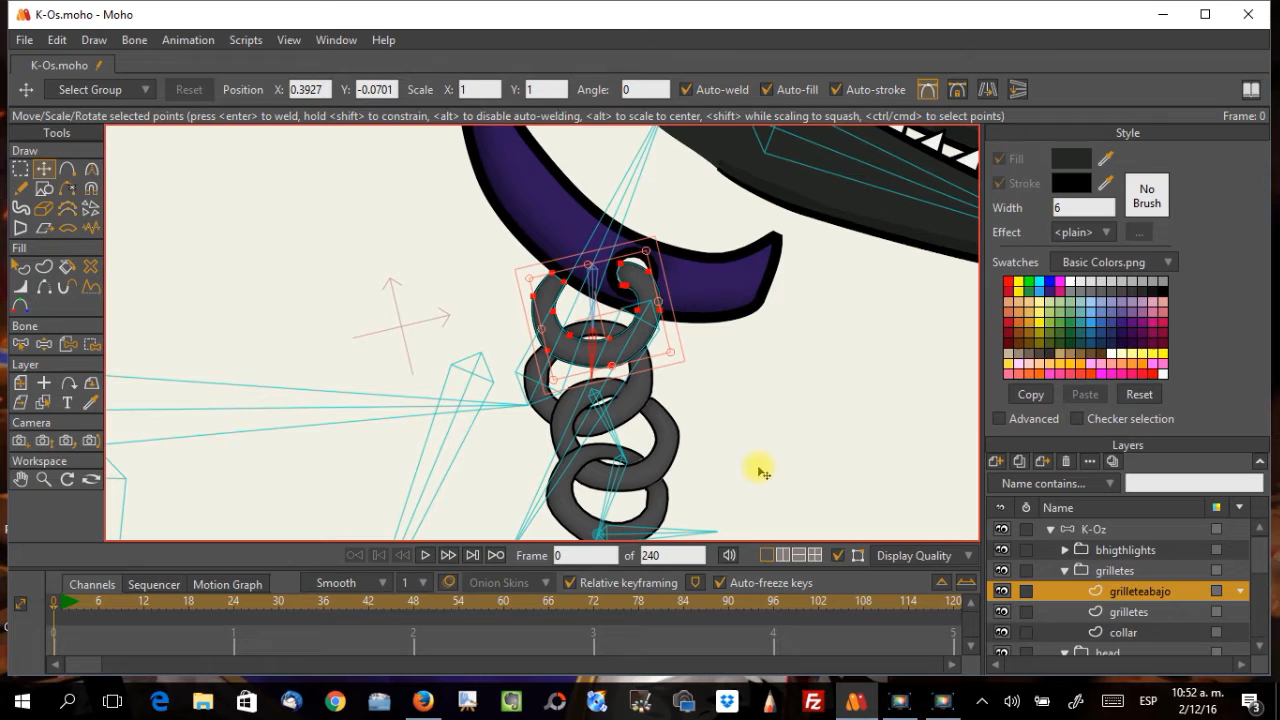 K-Os.moho - Moho
File Edit Draw Bone Animation Scripts View Window Help
K-Os.moho
Select Group Reset Position X: 0.3927 Y: -0.0701 Scale X: 1 Y: 1 Angle: 0 Auto-weld Auto-fill Auto-stroke
Move/Scale/Rotate selected points (press <enter> to weld, hold <shift> to constrain, <alt> to disable auto-welding, <alt> to scale to center, <shift> while scaling to squash, <ctrl/cmd> to select points) Frame: 0
Tools
Draw
Fill
Bone
Layer
Camera
Workspace
Style
Fill
Stroke
No Brush
Width 6
Effect <plain> ...
Swatches Basic Colors.png
Copy Paste Reset
Advanced Checker selection
Layers
Name contains...
Name
K-Oz
bhigthlights
grilletes
grilleteabajo
grilletes
collar
head
Frame 0 of 240 Display Quality
Channels Sequencer Motion Graph Smooth 1 Onion Skins Relative keyframing Auto-freeze keys
0 6 12 18 24 30 36 42 48 54 60 66 72 78 84 90 96 102 108 114 120
0 1 2 3 4 5
ESP 10:52 a. m. 2/12/16 3